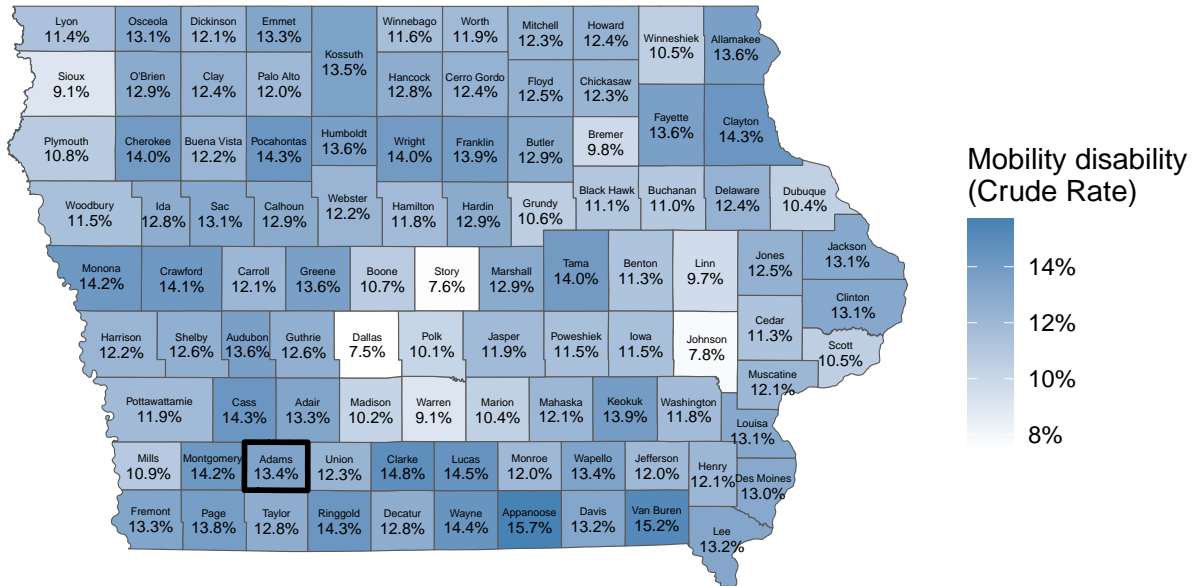 Lyon
11.4%
Osceola
13.1%
Dickinson
12.1%
Emmet
13.3%
Kossuth
13.5%
Winnebago
11.6%
Worth
11.9%
Mitchell
12.3%
Howard
12.4%
Winneshiek
10.5%
Allamakee
13.6%
Sioux
9.1%
O'Brien
12.9%
Clay
12.4%
Palo Alto
12.0%
Hancock
12.8%
Cerro Gordo
12.4%
Floyd
12.5%
Chickasaw
12.3%
Fayette
13.6%
Clayton
14.3%
Plymouth
10.8%
Cherokee
14.0%
Buena Vista
12.2%
Pocahontas
14.3%
Humboldt
13.6%
Wright
14.0%
Franklin
13.9%
Butler
12.9%
Bremer
9.8%
Woodbury
11.5%
Ida
12.8%
Sac
13.1%
Calhoun
12.9%
Webster
12.2%
Hamilton
11.8%
Hardin
12.9%
Grundy
10.6%
Black Hawk
11.1%
Buchanan
11.0%
Delaware
12.4%
Dubuque
10.4%
Monona
14.2%
Crawford
14.1%
Carroll
12.1%
Greene
13.6%
Boone
10.7%
Story
7.6%
Marshall
12.9%
Tama
14.0%
Benton
11.3%
Linn
9.7%
Jones
12.5%
Jackson
13.1%
Clinton
13.1%
Harrison
12.2%
Shelby
12.6%
Audubon
13.6%
Guthrie
12.6%
Dallas
7.5%
Polk
10.1%
Jasper
11.9%
Poweshiek
11.5%
Iowa
11.5%
Johnson
7.8%
Cedar
11.3%
Scott
10.5%
Muscatine
12.1%
Pottawattamie
11.9%
Cass
14.3%
Adair
13.3%
Madison
10.2%
Warren
9.1%
Marion
10.4%
Mahaska
12.1%
Keokuk
13.9%
Washington
11.8%
Louisa
13.1%
Mills
10.9%
Montgomery
14.2%
Adams
13.4%
Union
12.3%
Clarke
14.8%
Lucas
14.5%
Monroe
12.0%
Wapello
13.4%
Jefferson
12.0%
Henry
12.1%
Des Moines
13.0%
Fremont
13.3%
Page
13.8%
Taylor
12.8%
Ringgold
14.3%
Decatur
12.8%
Wayne
14.4%
Appanoose
15.7%
Davis
13.2%
Van Buren
15.2%
Lee
13.2%
Mobility disability
(Crude Rate)
14%
12%
10%
8%